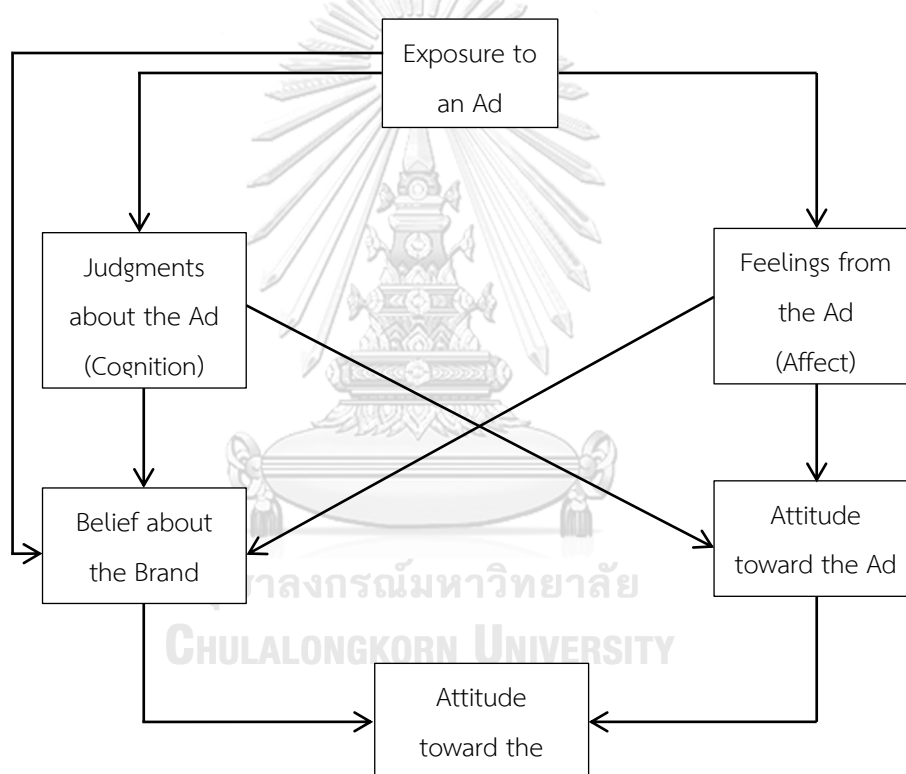 Exposure to
an Ad
Judgments
about the Ad
(Cognition)
Feelings from
the Ad
(Affect)
Belief about
the Brand
Attitude
toward the Ad
จุฬาลงกรณ์มหาวิทยาลัย
CHULALONGKORN UNIVERSITY
Attitude
toward the